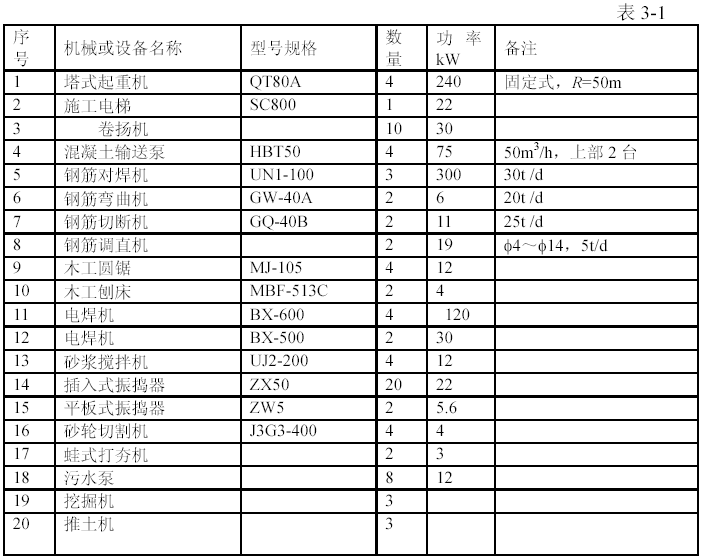 表 3-1
序号 机械或设备名称 型号规格 数量 功 率 kW 备注
1 塔式起重机 QT80A 4 240 固定式，R=50m
2 施工电梯 SC800 1 22
3 卷扬机 10 30
4 混凝土输送泵 HBT50 4 75 50m³/h，上部 2 台
5 钢筋对焊机 UN1-100 3 300 30t /d
6 钢筋弯曲机 GW-40A 2 6 20t /d
7 钢筋切断机 GQ-40B 2 11 25t /d
8 钢筋调直机 2 19 ϕ4～ϕ14，5t/d
9 木工圆锯 MJ-105 4 12
10 木工刨床 MBF-513C 2 4
11 电焊机 BX-600 4 120
12 电焊机 BX-500 2 30
13 砂浆搅拌机 UJ2-200 4 12
14 插入式振捣器 ZX50 20 22
15 平板式振捣器 ZW5 2 5.6
16 砂轮切割机 J3G3-400 4 4
17 蛙式打夯机 2 3
18 污水泵 8 12
19 挖掘机 3
20 推土机 3